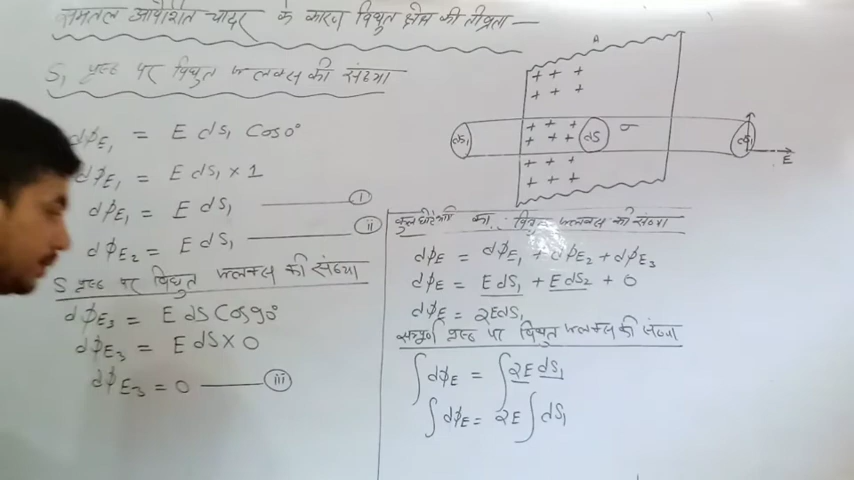 समतल आवेशित चादर के कारण विद्युत क्षेत्र की तीव्रता —
S₁ पृष्ठ पर विद्युत फ्लक्स की संख्या
dϕE₁ = E ds₁ Cos0°
dϕE₁ = E ds₁ × 1
dϕE₁ = E ds₁ —— (i)
dϕE₂ = E ds₁ —— (ii)
S पृष्ठ पर विद्युत फ्लक्स की संख्या
dϕE₃ = E ds Cos90°
dϕE₃ = E ds × 0
dϕE₃ = 0 —— (iii)
A
+ + +
+ + +
+ + +
+ + +
+ + +
+ + +
ds₁ ds σ ds₁
E
कुल का विद्युत फ्लक्स की संख्या
dϕE = dϕE₁ + dϕE₂ + dϕE₃
dϕE = E ds₁ + E ds₂ + 0
dϕE = 2E ds₁
सम्पूर्ण पृष्ठ पर विद्युत फ्लक्स की संख्या
∫dϕE = ∫2E ds₁
∫dϕE = 2E ∫ds₁